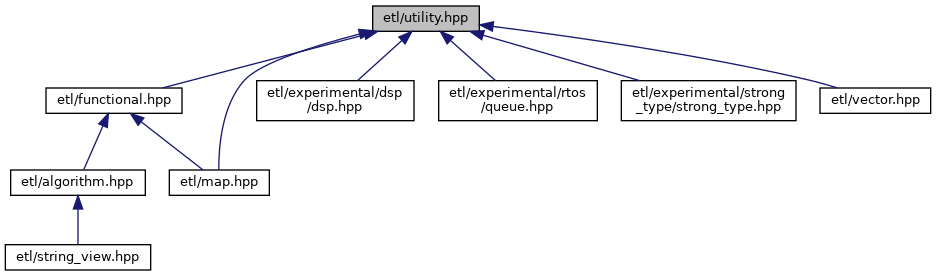 etl/utility.hpp
etl/functional.hpp
etl/experimental/dsp
/dsp.hpp
etl/experimental/rtos
/queue.hpp
etl/experimental/strong
_type/strong_type.hpp
etl/vector.hpp
etl/algorithm.hpp
etl/map.hpp
etl/string_view.hpp